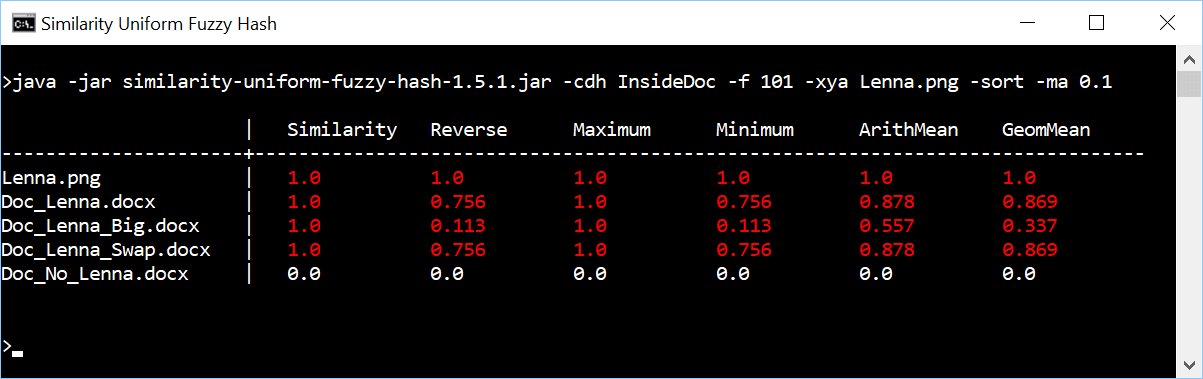 Similarity Uniform Fuzzy Hash
>java -jar similarity-uniform-fuzzy-hash-1.5.1.jar -cdh InsideDoc -f 101 -xya Lenna.png -sort -ma 0.1
| Similarity Reverse Maximum Minimum ArithMean GeomMean
---------------------+---------------------------------------------------------------------------
Lenna.png | 1.0 1.0 1.0 1.0 1.0 1.0
Doc_Lenna.docx | 1.0 0.756 1.0 0.756 0.878 0.869
Doc_Lenna_Big.docx | 1.0 0.113 1.0 0.113 0.557 0.337
Doc_Lenna_Swap.docx | 1.0 0.756 1.0 0.756 0.878 0.869
Doc_No_Lenna.docx | 0.0 0.0 0.0 0.0 0.0 0.0
>_